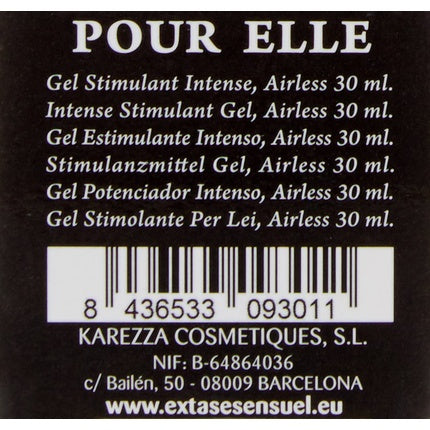 POUR ELLE
Gel Stimulant Intense, Airless 30 ml.
Intense Stimulant Gel, Airless 30 ml.
Gel Estimulante Intenso, Airless 30 ml.
Stimulanzmittel Gel, Airless 30 ml.
Gel Potenciador Intenso, Airless 30 ml.
Gel Stimolante Per Lei, Airless 30 ml.
8 436533 093011
KAREZZA COSMETIQUES, S.L.
NIF: B-64864036
c/ Bailén, 50 - 08009 BARCELONA
www.extasesensuel.eu